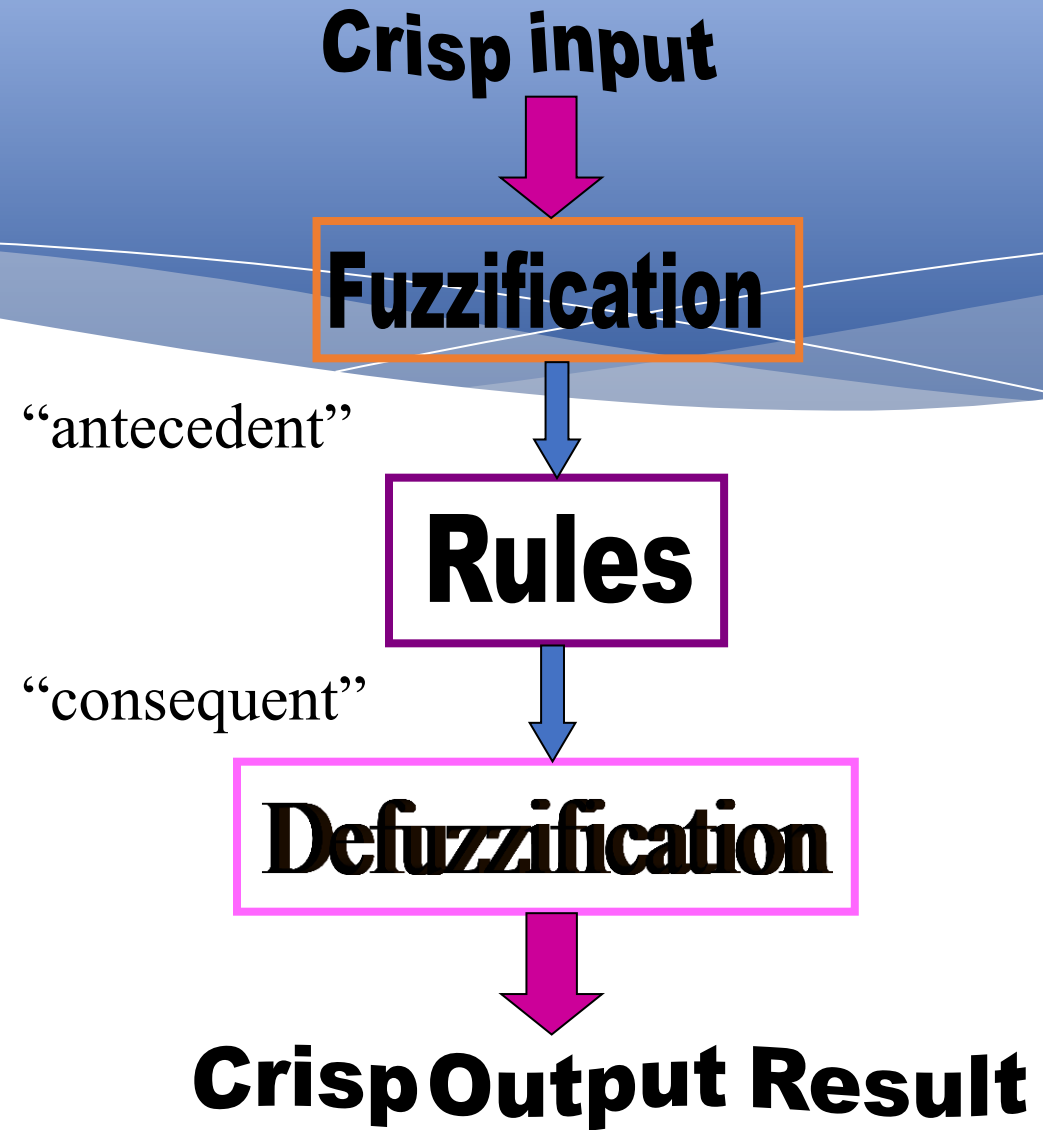 Crisp input
Fuzzification
“antecedent”
Rules
“consequent”
Defuzzification
Crisp Output Result